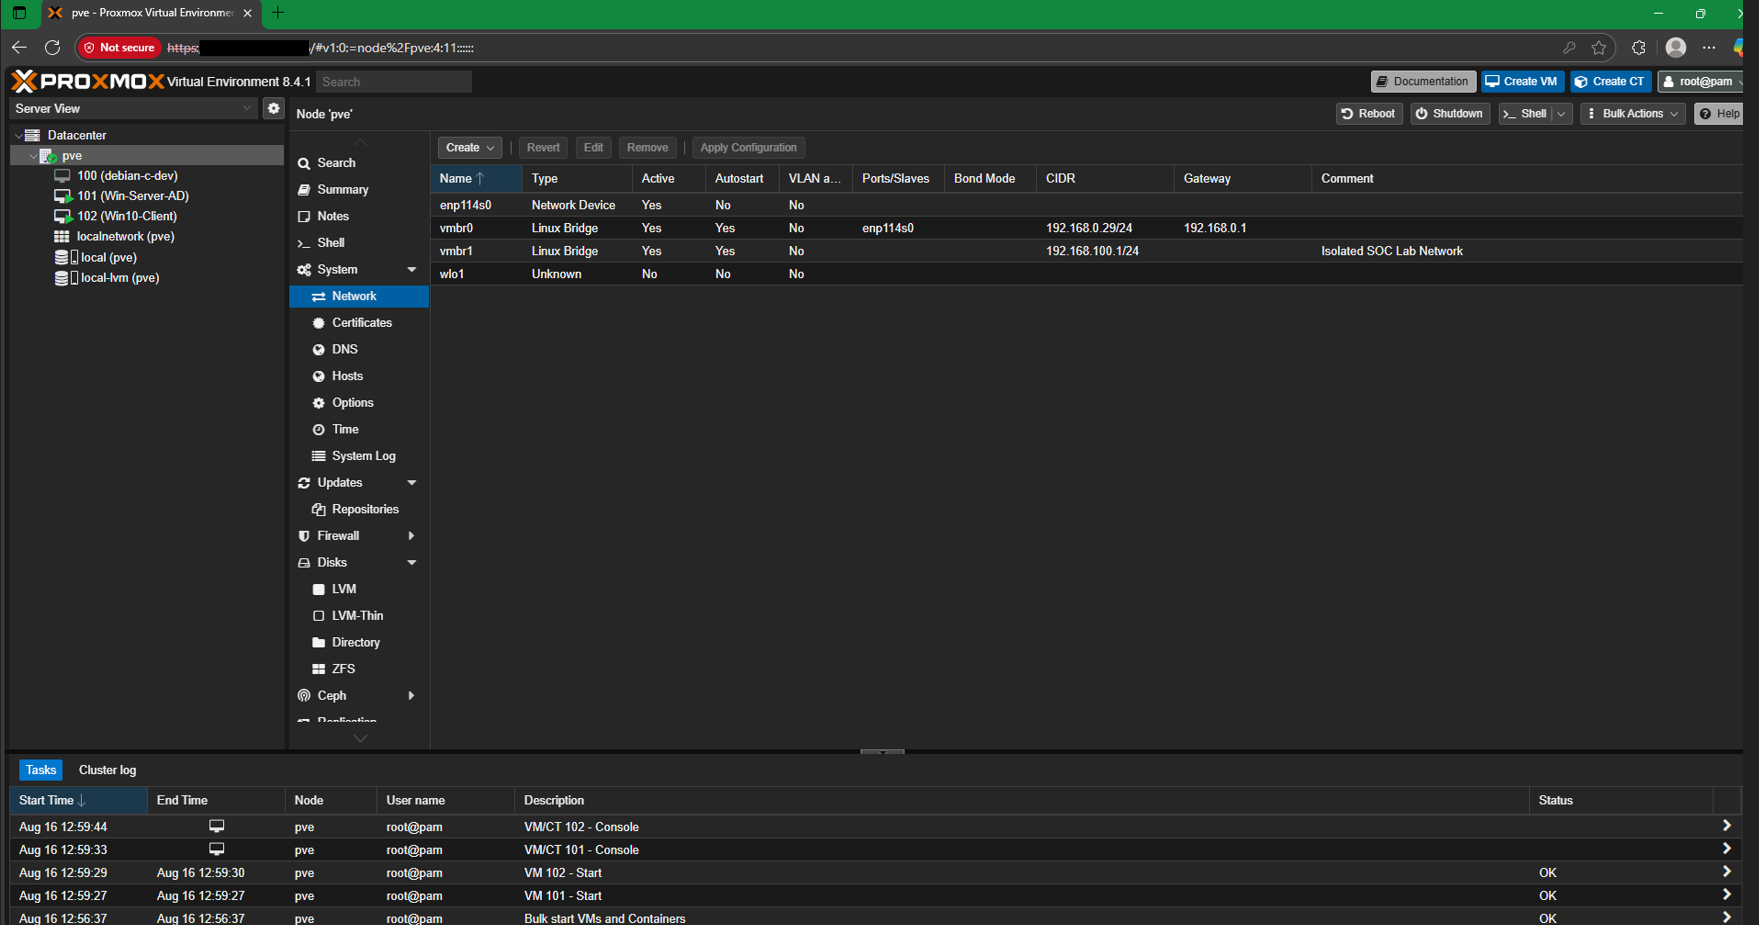 pve - Proxmox Virtual Environme
Not secure https: /#v1:0:=node%2Fpve:4:11::::::
PROXMOX Virtual Environment 8.4.1 Search Documentation Create VM Create CT root@pam
Server View
Node 'pve' Reboot Shutdown Shell Bulk Actions Help
Datacenter
pve
100 (debian-c-dev)
101 (Win-Server-AD)
102 (Win10-Client)
localnetwork (pve)
local (pve)
local-lvm (pve)
Search
Summary
Notes
Shell
System
Network
Certificates
DNS
Hosts
Options
Time
System Log
Updates
Repositories
Firewall
Disks
LVM
LVM-Thin
Directory
ZFS
Ceph
Replication
Create Revert Edit Remove Apply Configuration
Name Type Active Autostart VLAN a... Ports/Slaves Bond Mode CIDR Gateway Comment
enp114s0 Network Device Yes No No
vmbr0 Linux Bridge Yes Yes No enp114s0 192.168.0.29/24 192.168.0.1
vmbr1 Linux Bridge Yes Yes No 192.168.100.1/24 Isolated SOC Lab Network
wlo1 Unknown No No No
Tasks Cluster log
Start Time End Time Node User name Description Status
Aug 16 12:59:44 pve root@pam VM/CT 102 - Console
Aug 16 12:59:33 pve root@pam VM/CT 101 - Console
Aug 16 12:59:29 Aug 16 12:59:30 pve root@pam VM 102 - Start OK
Aug 16 12:59:27 Aug 16 12:59:27 pve root@pam VM 101 - Start OK
Aug 16 12:56:37 Aug 16 12:56:37 pve root@pam Bulk start VMs and Containers OK